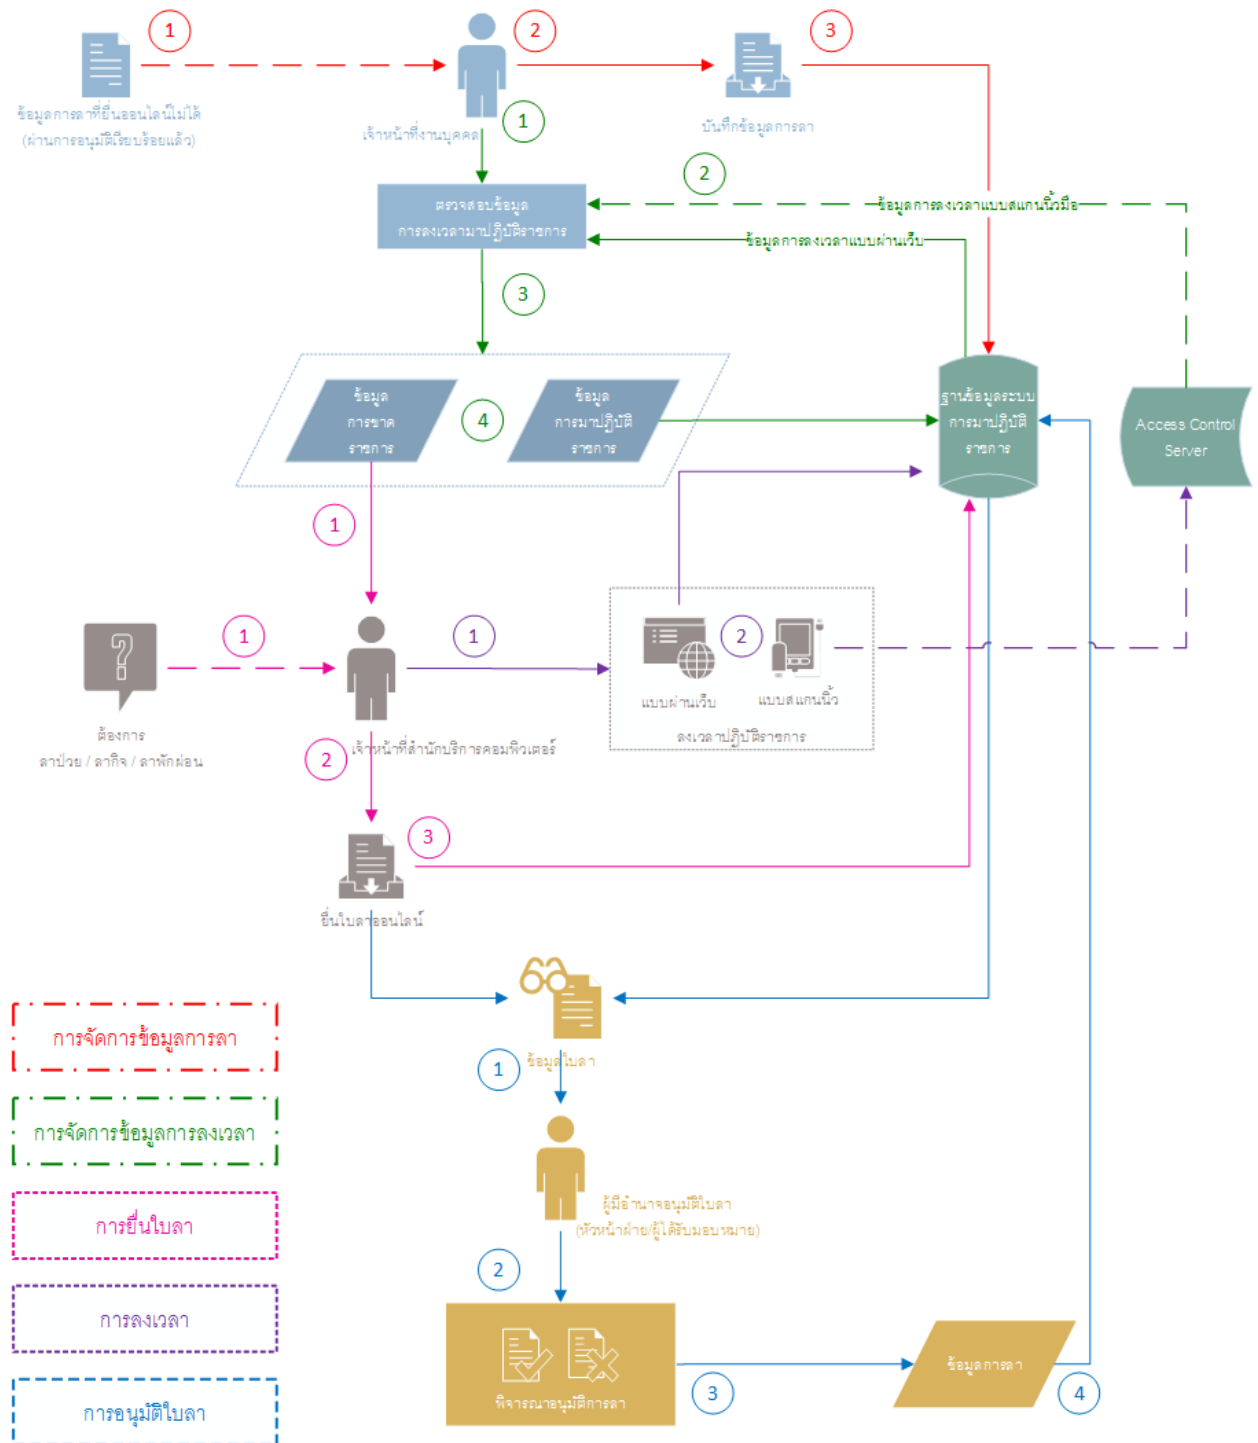 1
2
3
ข้อมูลการลาที่ยื่นออนไลน์ไม่ได้
(ผ่านการอนุมัติเรียบร้อยแล้ว)
เจ้าหน้าที่งานบุคคล
บันทึกข้อมูลการลา
1
2
ตรวจสอบข้อมูล
การลงเวลามาปฏิบัติราชการ
ข้อมูลการลงเวลาแบบสแกนนิ้วมือ
ข้อมูลการลงเวลาแบบผ่านเว็บ
3
ข้อมูล
การขาด
ราชการ
4
ข้อมูล
การมาปฏิบัติ
ราชการ
ฐานข้อมูลระบบ
การมาปฏิบัติ
ราชการ
Access Control
Server
1
1
1
2
แบบผ่านเว็บ
แบบสแกนนิ้ว
ลงเวลาปฏิบัติราชการ
ต้องการ
ลาป่วย / ลากิจ / ลาพักผ่อน
เจ้าหน้าที่สำนักบริการคอมพิวเตอร์
2
3
ยื่นใบลาออนไลน์
ข้อมูลใบลา
1
ผู้มีอำนาจอนุมัติใบลา
(หัวหน้าฝ่าย/ผู้ได้รับมอบหมาย)
2
พิจารณาอนุมัติการลา
3
ข้อมูลการลา
4
การจัดการข้อมูลการลา
การจัดการข้อมูลการลงเวลา
การยื่นใบลา
การลงเวลา
การอนุมัติใบลา